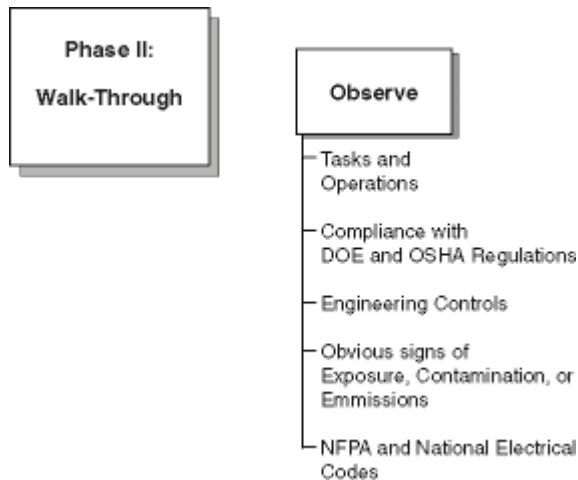 Phase II:
Walk-Through
Observe
Tasks and
Operations
Compliance with
DOE and OSHA Regulations
Engineering Controls
Obvious signs of
Exposure, Contamination, or
Emmissions
NFPA and National Electrical
Codes